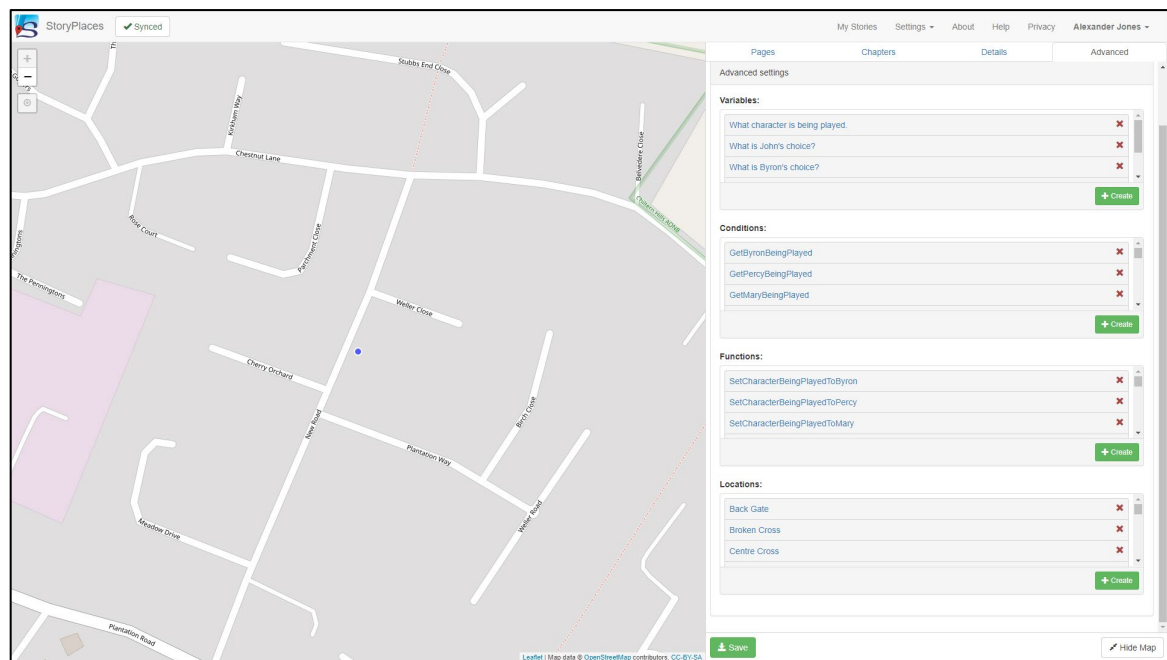 StoryPlaces
✔ Synced
My Stories Settings About Help Privacy Alexander Jones
+
−
Stubbs End Close
Kirkham Way
Chestnut Lane
Belvedere Close
Chiltern Hills AONB
Rose Court
Parchment Close
The Penningtons
Weller Close
Cherry Orchard
New Road
Birch Close
Plantation Way
Weller Road
Meadow Drive
Plantation Road
Leaflet | Map data © OpenStreetMap contributors, CC-BY-SA
Pages Chapters Details Advanced
Advanced settings
Variables:
What character is being played.
What is John's choice?
What is Byron's choice?
+ Create
Conditions:
GetByronBeingPlayed
GetPercyBeingPlayed
GetMaryBeingPlayed
+ Create
Functions:
SetCharacterBeingPlayedToByron
SetCharacterBeingPlayedToPercy
SetCharacterBeingPlayedToMary
+ Create
Locations:
Back Gate
Broken Cross
Centre Cross
+ Create
Save
Hide Map